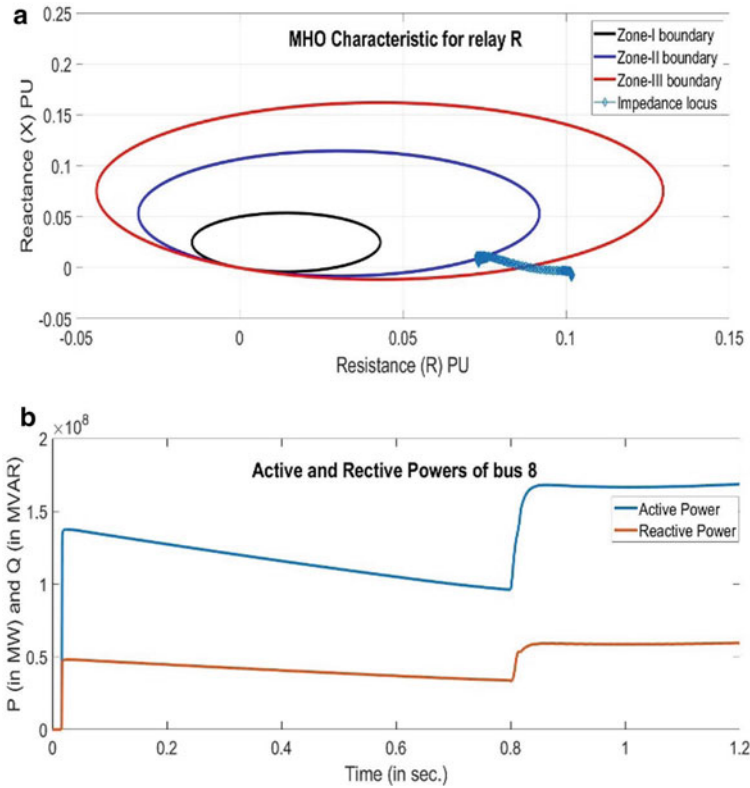 a
MHO Characteristic for relay R
Zone-I boundary
Zone-II boundary
Zone-III boundary
Impedance locus
Reactance (X) PU
0.25
0.2
0.15
0.1
0.05
0
-0.05
-0.05 0 0.05 0.1 0.15
Resistance (R) PU
b
×10⁸
Active and Rective Powers of bus 8
Active Power
Reactive Power
P (in MW) and Q (in MVAR)
2
1.5
1
0.5
0
0 0.2 0.4 0.6 0.8 1 1.2
Time (in sec.)